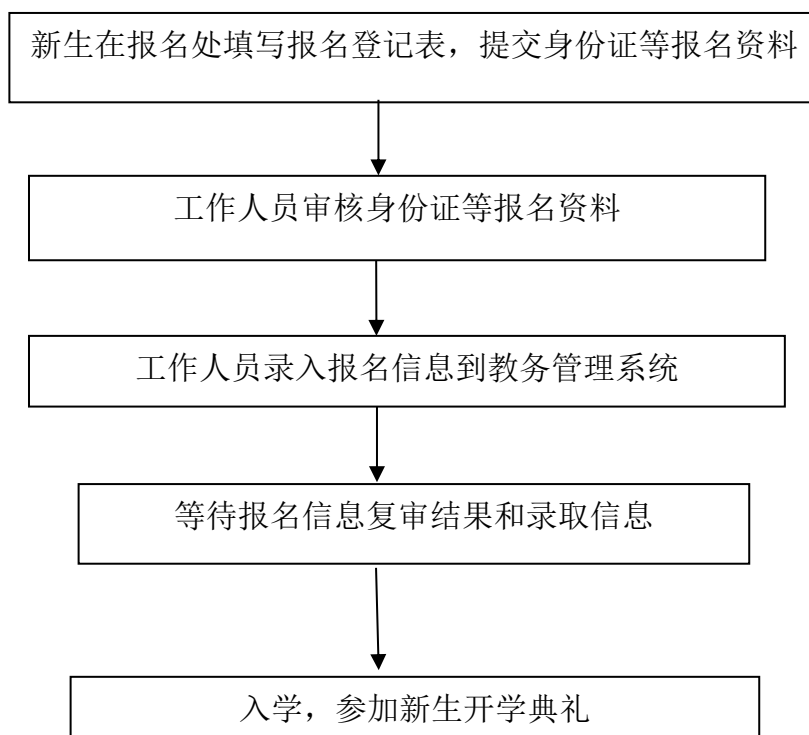 新生在报名处填写报名登记表，提交身份证等报名资料
工作人员审核身份证等报名资料
工作人员录入报名信息到教务管理系统
等待报名信息复审结果和录取信息
入学，参加新生开学典礼